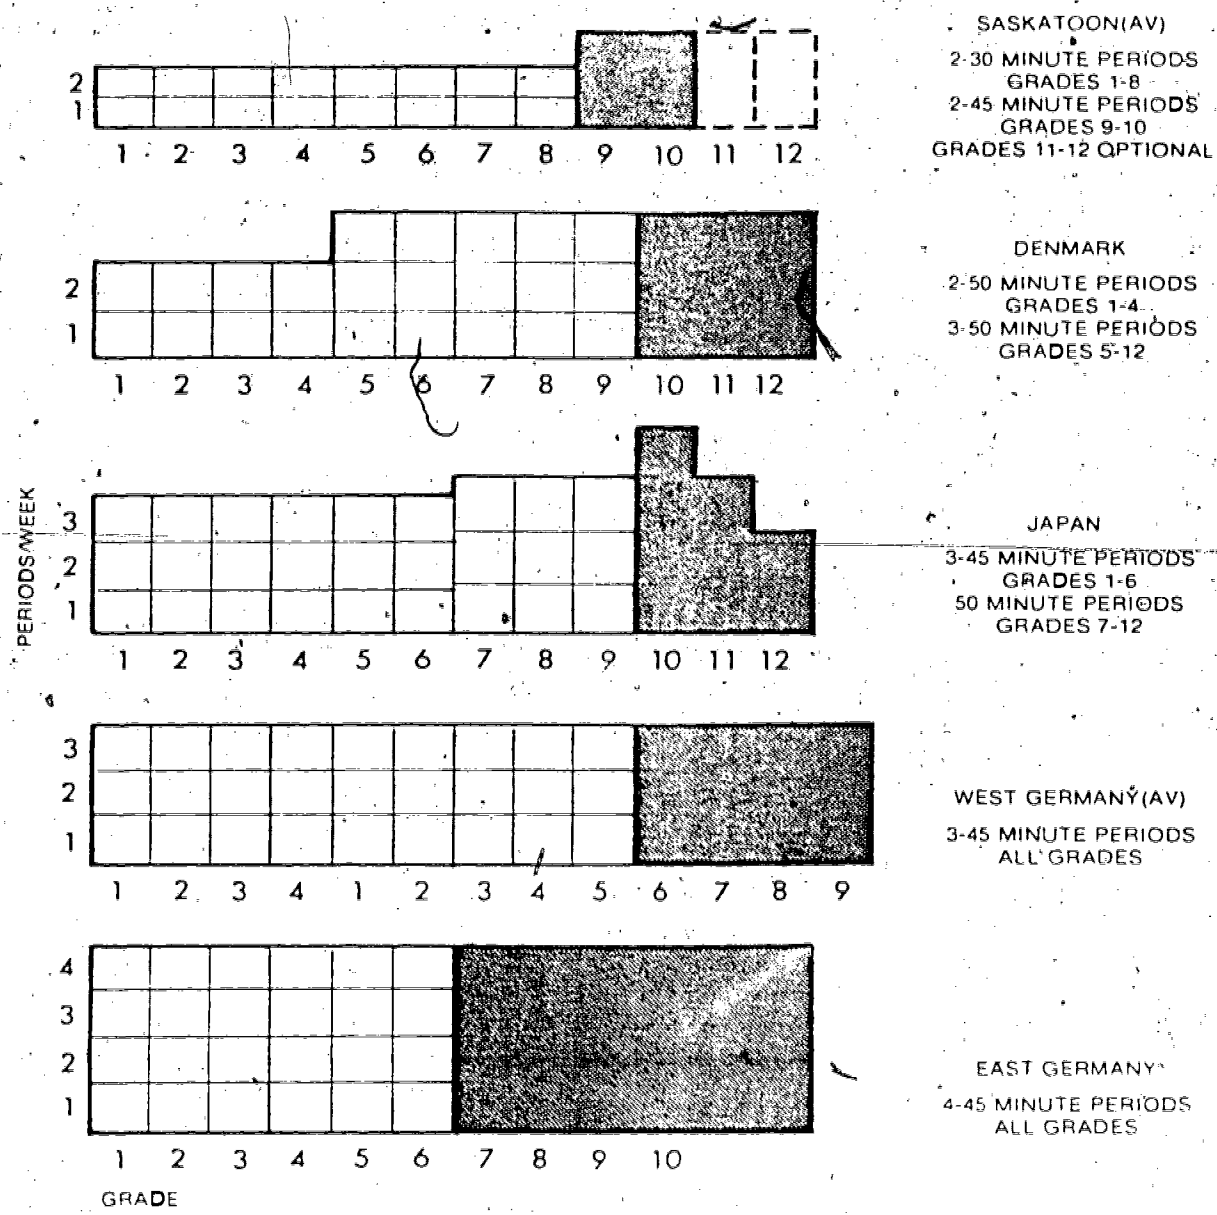 SASKATOON(AV)
2-30 MINUTE PERIODS
GRADES 1-8
2-45 MINUTE PERIODS
GRADES 9-10
GRADES 11-12 OPTIONAL
2
1
1 2 3 4 5 6 7 8 9 10 11 12
DENMARK
2-50 MINUTE PERIODS
GRADES 1-4
3-50 MINUTE PERIODS
GRADES 5-12
2
1
1 2 3 4 5 6 7 8 9 10 11 12
PERIODS/WEEK
JAPAN
3-45 MINUTE PERIODS
GRADES 1-6
50 MINUTE PERIODS
GRADES 7-12
3
2
1
1 2 3 4 5 6 7 8 9 10 11 12
WEST GERMANY(AV)
3-45 MINUTE PERIODS
ALL GRADES
3
2
1
1 2 3 4 1 2 3 4 5 6 7 8 9
EAST GERMANY
4-45 MINUTE PERIODS
ALL GRADES
4
3
2
1
1 2 3 4 5 6 7 8 9 10
GRADE